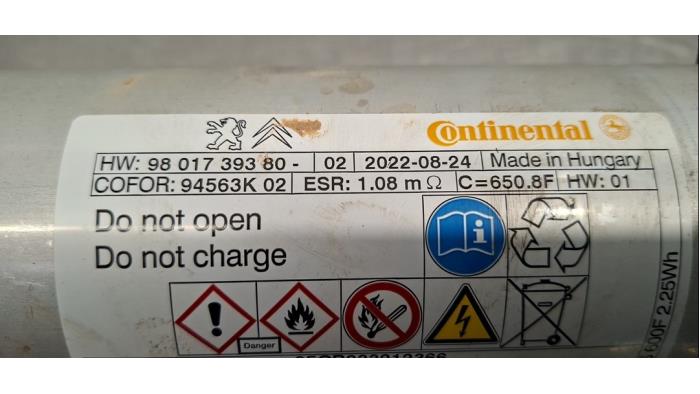 Continental
HW: 98 017 393 80 - 02 2022-08-24 Made in Hungary
COFOR: 94563K 02 ESR: 1.08 m Ω C=650.8F HW: 01
Do not open
Do not charge
i
Danger
600F 2.25Wh